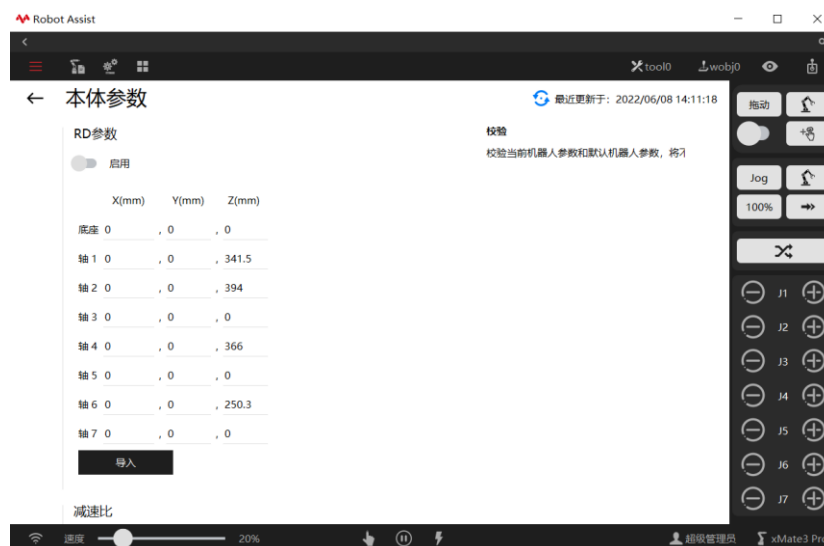 Robot Assist
tool0 wobj0
本体参数
最近更新于：2022/06/08 14:11:18
RD参数
启用
X(mm) Y(mm) Z(mm)
底座 0 , 0 , 0
轴 1 0 , 0 , 341.5
轴 2 0 , 0 , 394
轴 3 0 , 0 , 0
轴 4 0 , 0 , 366
轴 5 0 , 0 , 0
轴 6 0 , 0 , 250.3
轴 7 0 , 0 , 0
导入
减速比
校验
校验当前机器人参数和默认机器人参数，将
拖动
Jog
100%
J1
J2
J3
J4
J5
J6
J7
速度 20%
超级管理员 xMate3 Pro